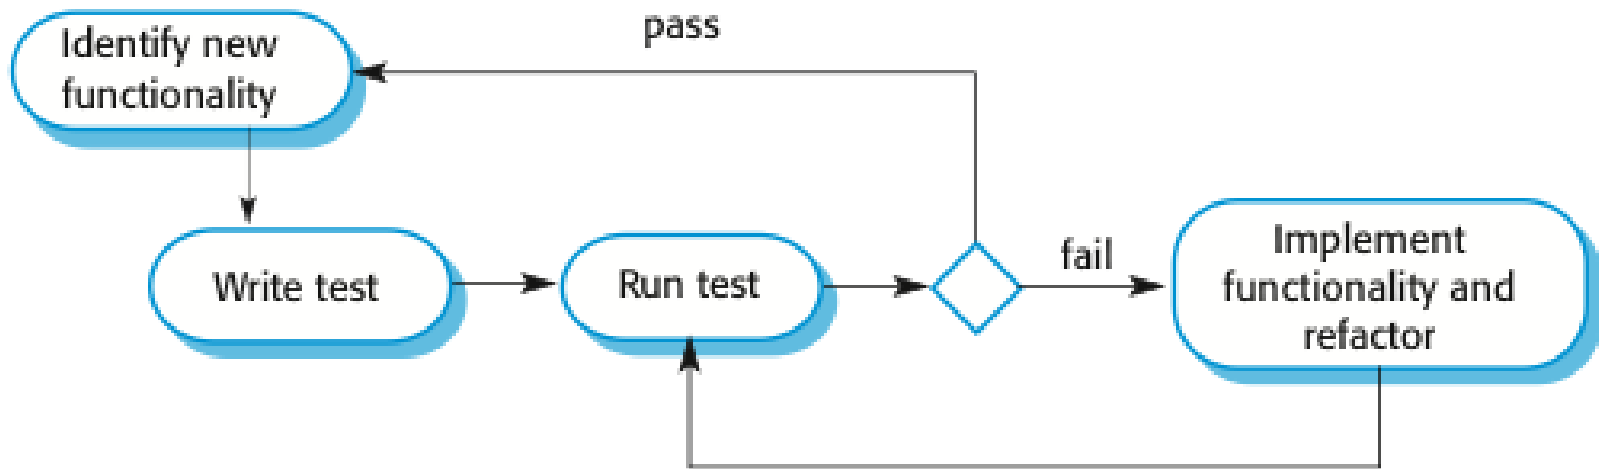 Identify new
functionality
pass
Write test
Run test
fail
Implement
functionality and
refactor